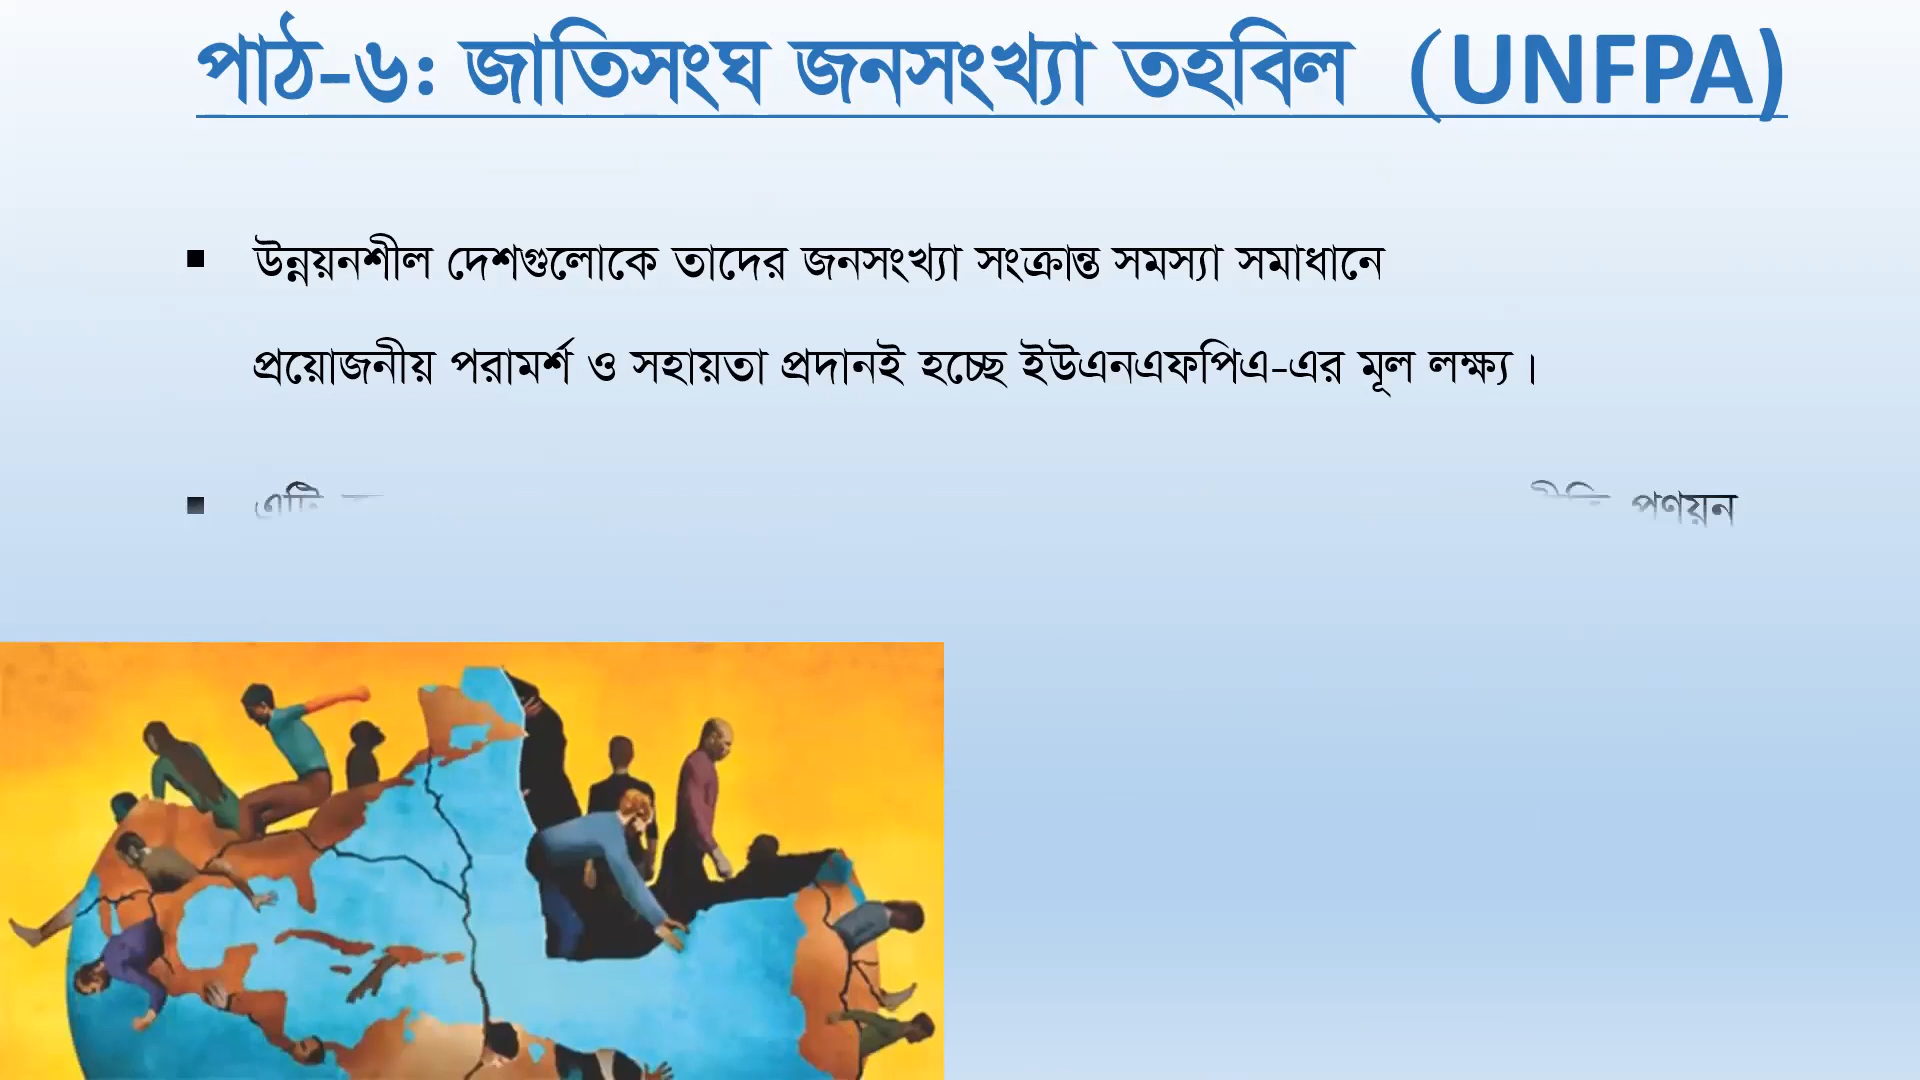 পাঠ-৬: জাতিসংঘ জনসংখ্যা তহবিল (UNFPA)
▪ উন্নয়নশীল দেশগুলোকে তাদের জনসংখ্যা সংক্রান্ত সমস্যা সমাধানে
প্রয়োজনীয় পরামর্শ ও সহায়তা প্রদানই হচ্ছে ইউএনএফপিএ-এর মূল লক্ষ্য।
▪ এটি